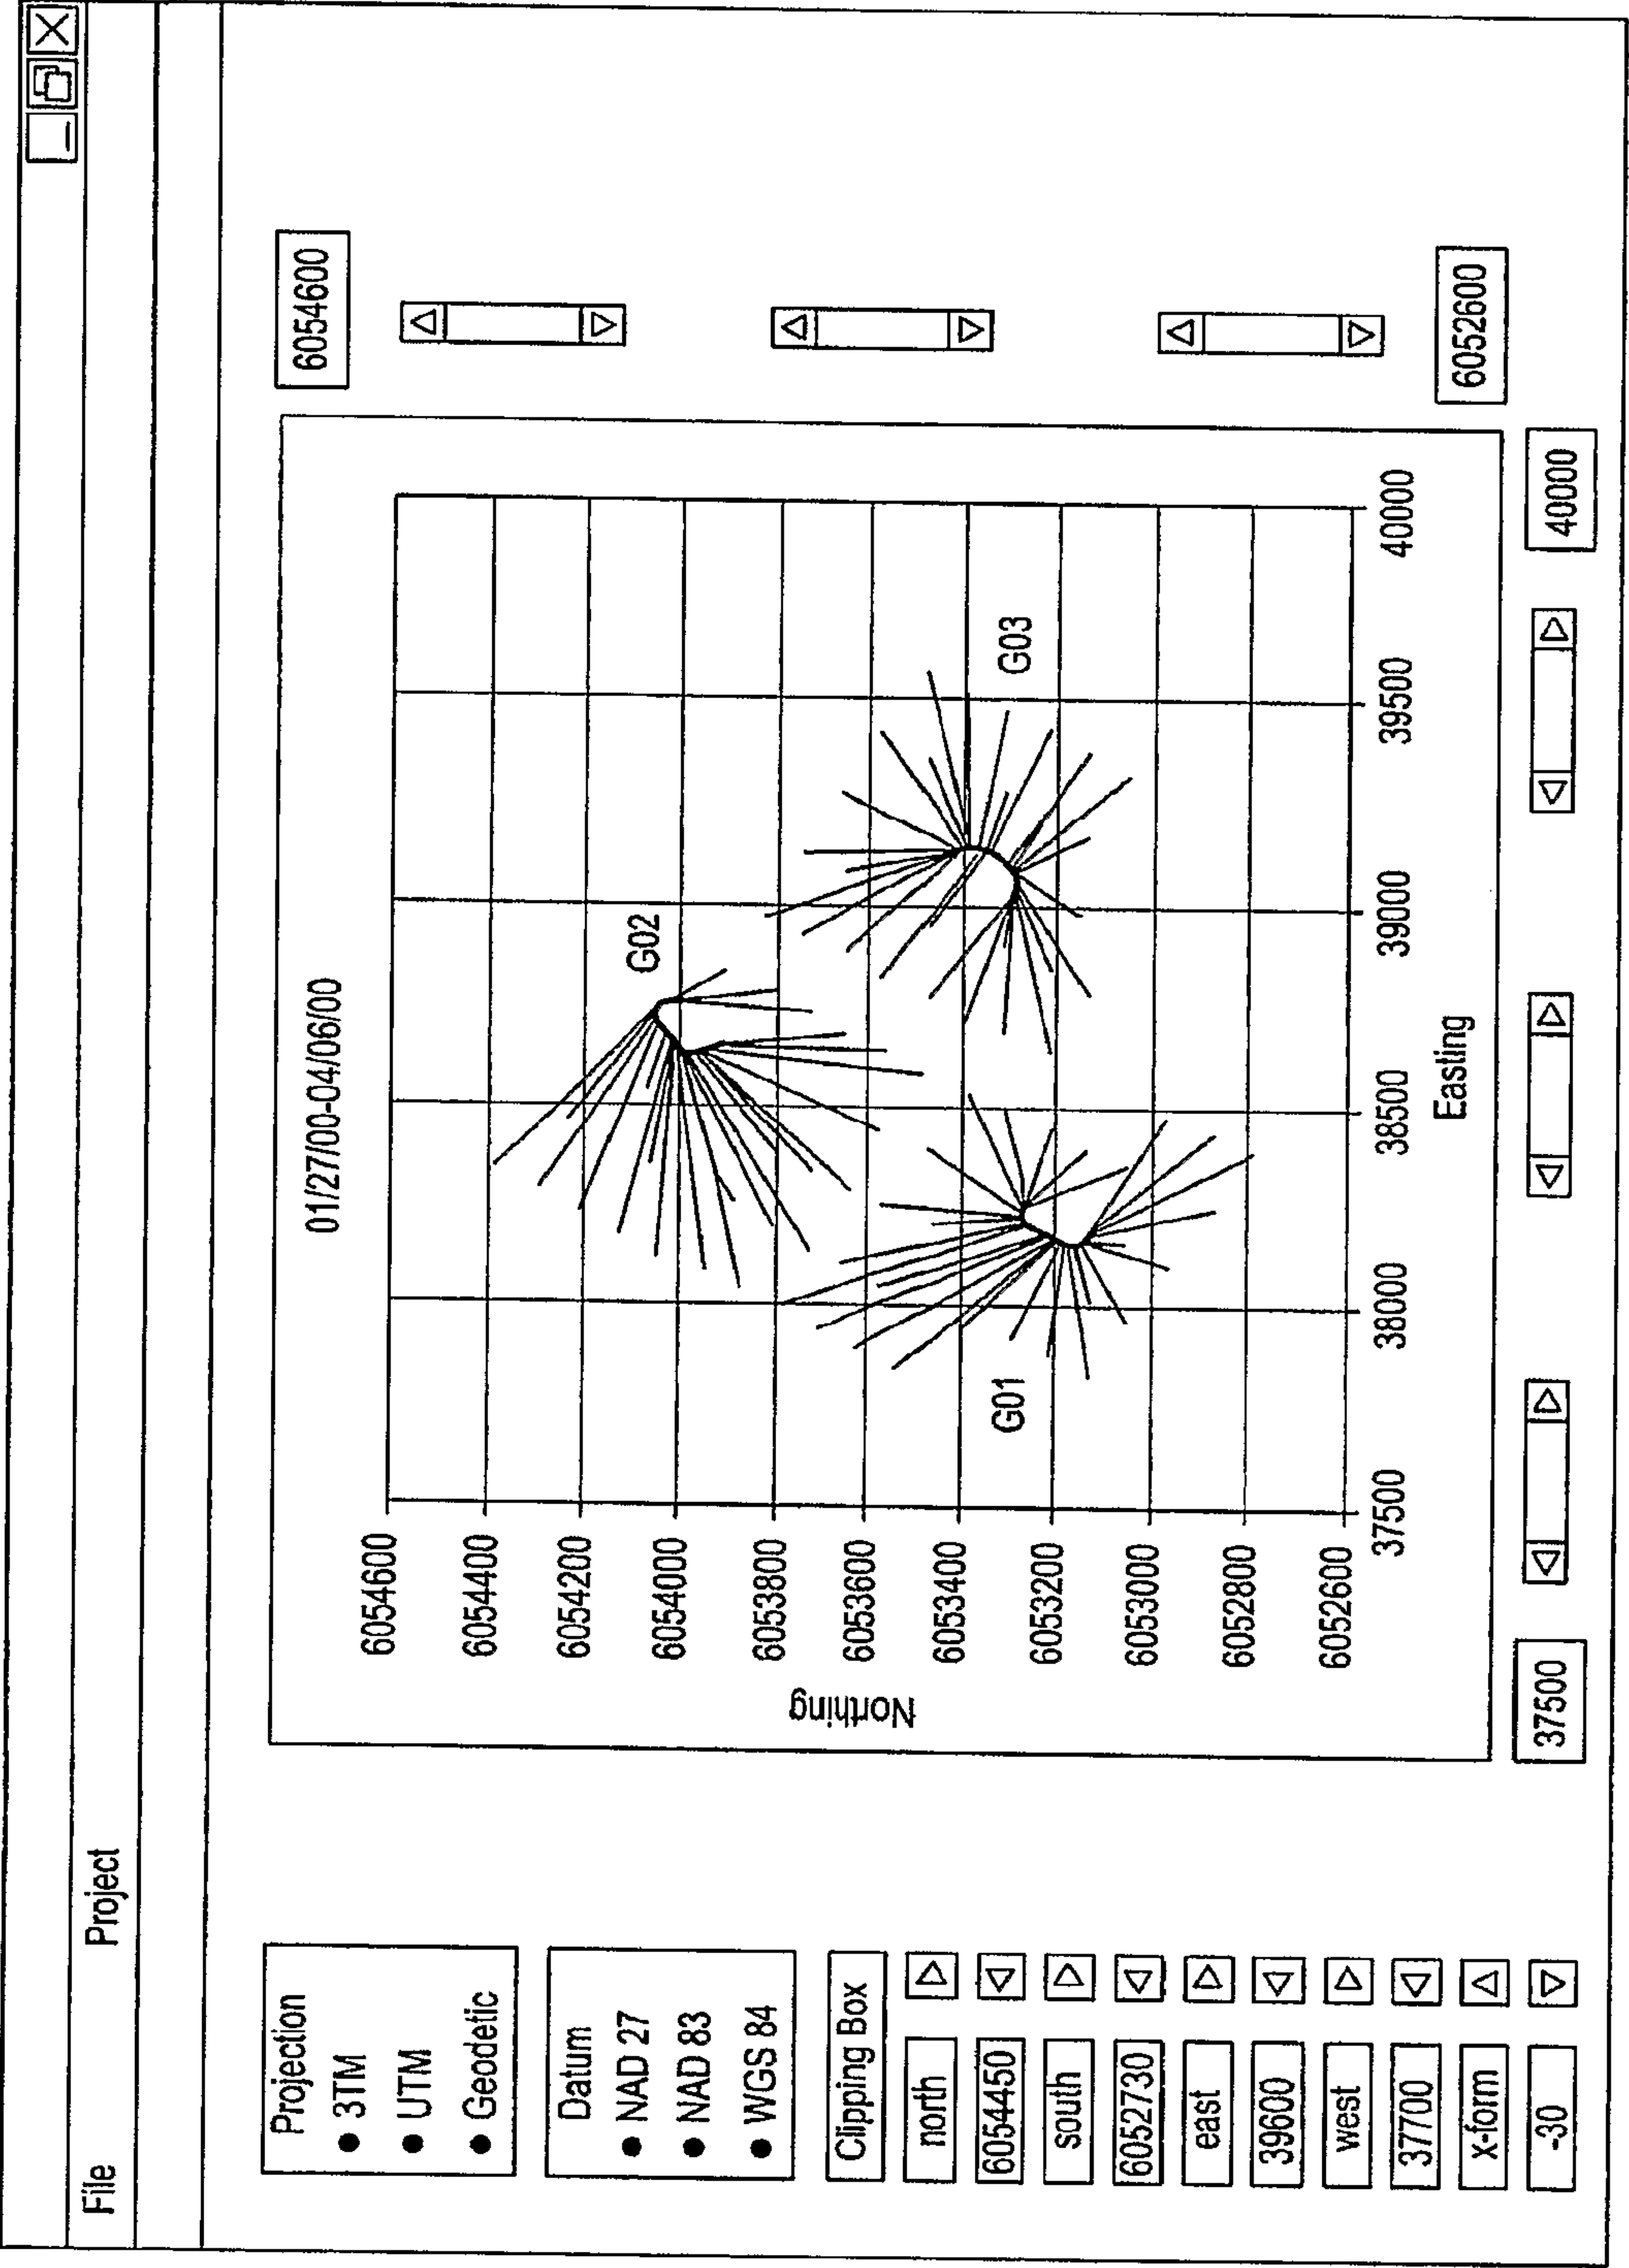 File Project
Projection
3TM
UTM
Geodetic
Datum
NAD 27
NAD 83
WGS 84
Clipping Box
north
6054450
south
6052730
east
39600
west
37700
x-form
-30
01/27/00-04/06/00
Northing
6054600
6054400
6054200
6054000
6053800
6053600
6053400
6053200
6053000
6052800
6052600
G02
G03
G01
37500 38000 38500 39000 39500 40000
Easting
6054600
6052600
37500 40000